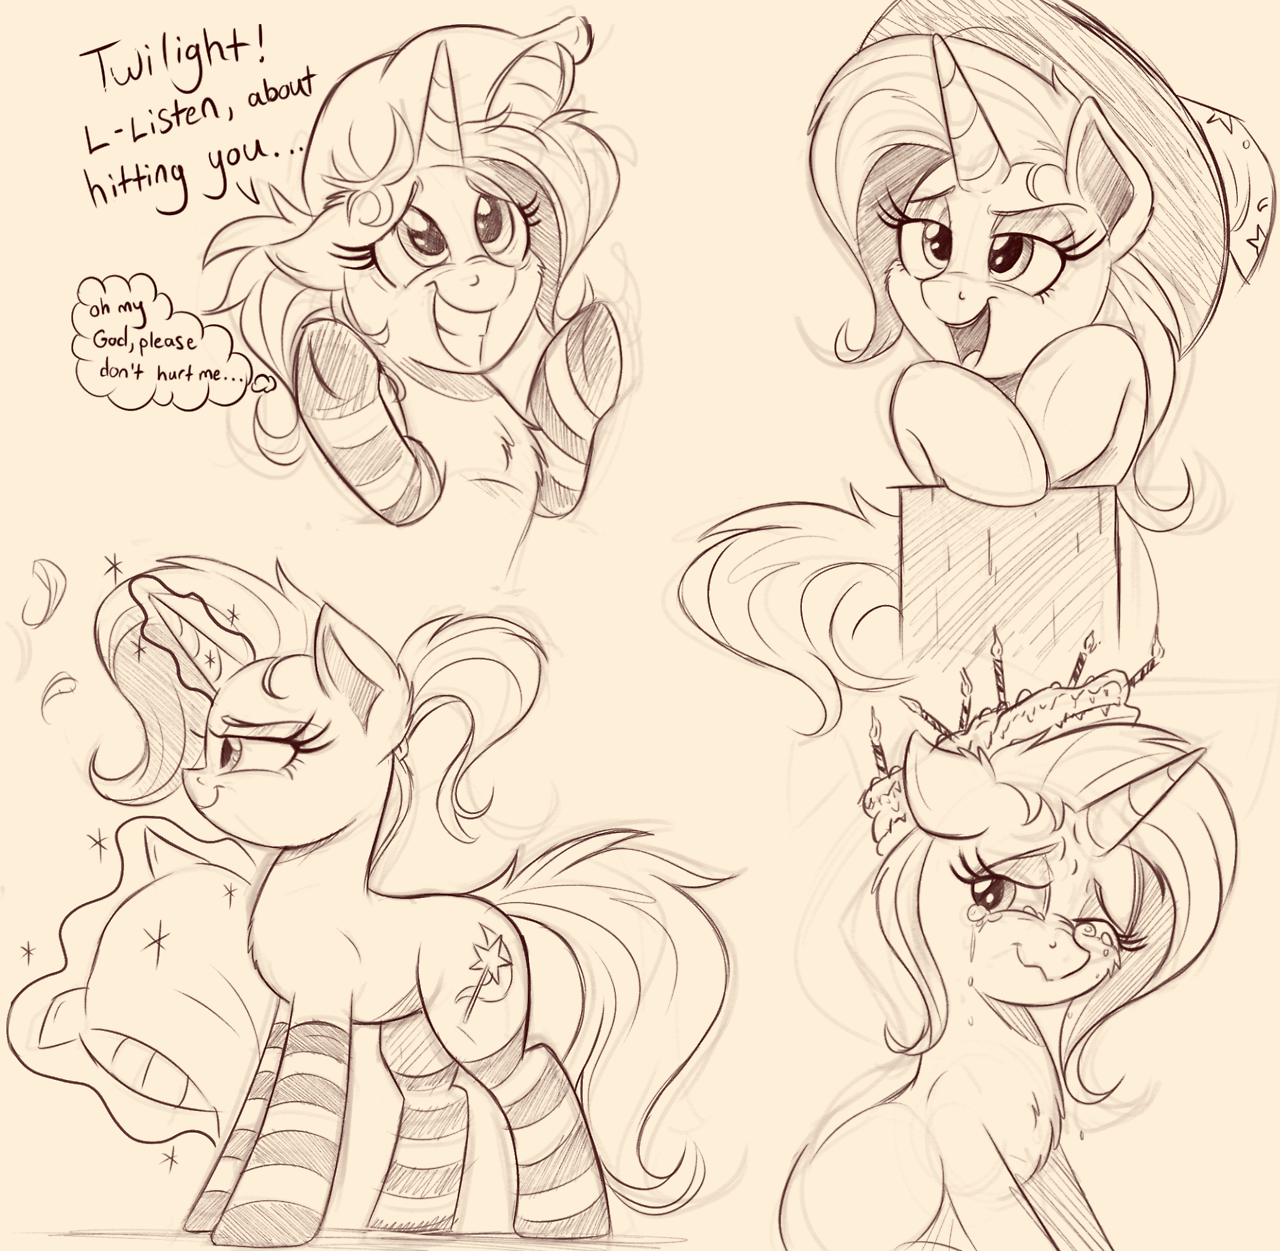 Twilight!
L-Listen, about
hitting you...
oh my
God, please
don't hurt me...